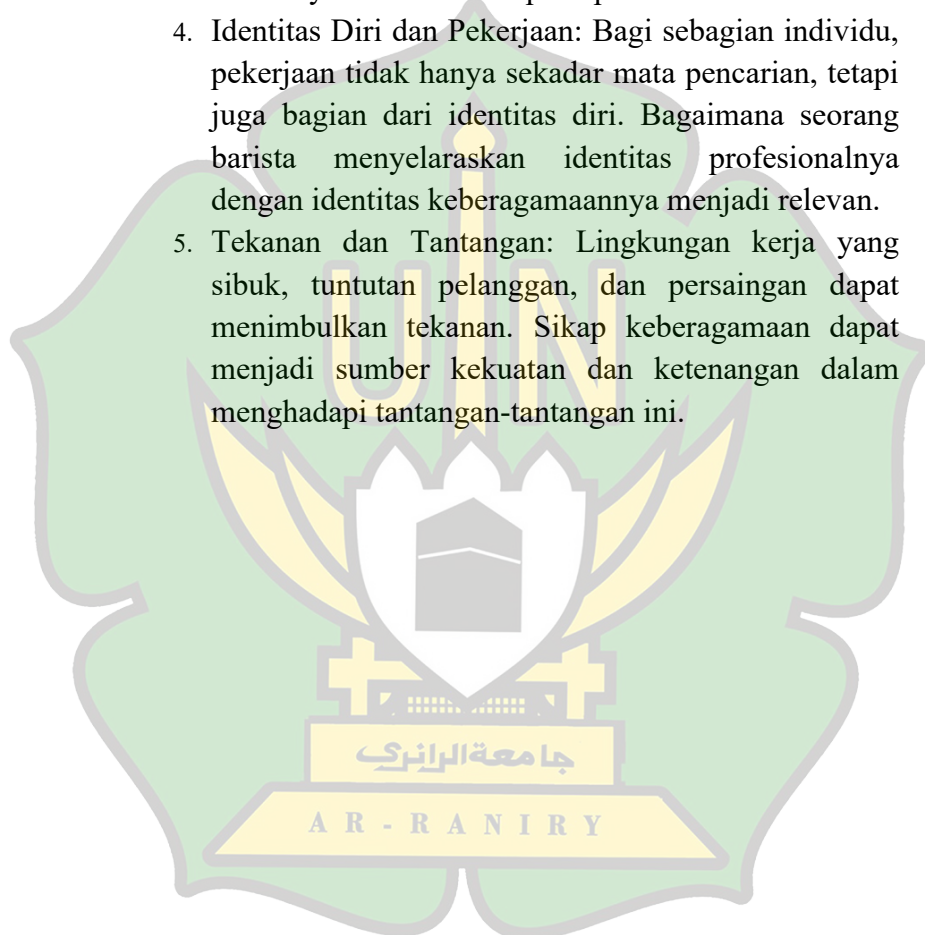 4. Identitas Diri dan Pekerjaan: Bagi sebagian individu,
pekerjaan tidak hanya sekadar mata pencarian, tetapi
juga bagian dari identitas diri. Bagaimana seorang
barista menyelaraskan identitas profesionalnya
dengan identitas keberagamaannya menjadi relevan.
5. Tekanan dan Tantangan: Lingkungan kerja yang
sibuk, tuntutan pelanggan, dan persaingan dapat
menimbulkan tekanan. Sikap keberagamaan dapat
menjadi sumber kekuatan dan ketenangan dalam
menghadapi tantangan-tantangan ini.
UIN
جامعة الرانري
AR-RANIRY